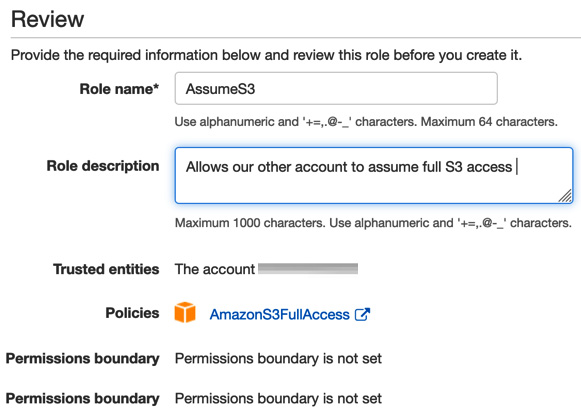 Review
Provide the required information below and review this role before you create it.
Role name* AssumeS3
Use alphanumeric and '+=,.@-_' characters. Maximum 64 characters.
Role description Allows our other account to assume full S3 access
Maximum 1000 characters. Use alphanumeric and '+=,.@-_' characters.
Trusted entities The account
Policies AmazonS3FullAccess
Permissions boundary Permissions boundary is not set
Permissions boundary Permissions boundary is not set